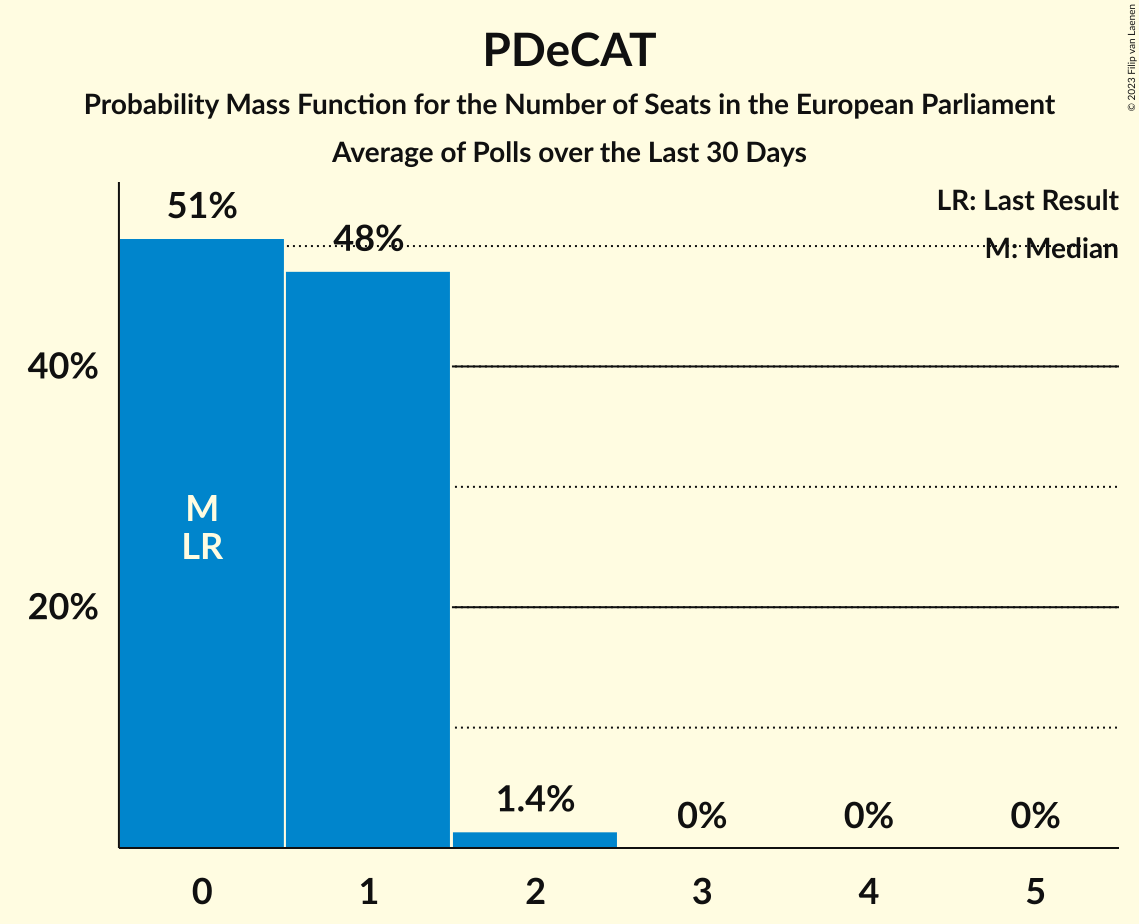 PDeCAT
Probability Mass Function for the Number of Seats in the European Parliament
Average of Polls over the Last 30 Days
© 2023 Filip van Laenen
LR: Last Result
M: Median
51%
48%
40%
M
LR
20%
1.4%
0%
0%
0%
0
1
2
3
4
5